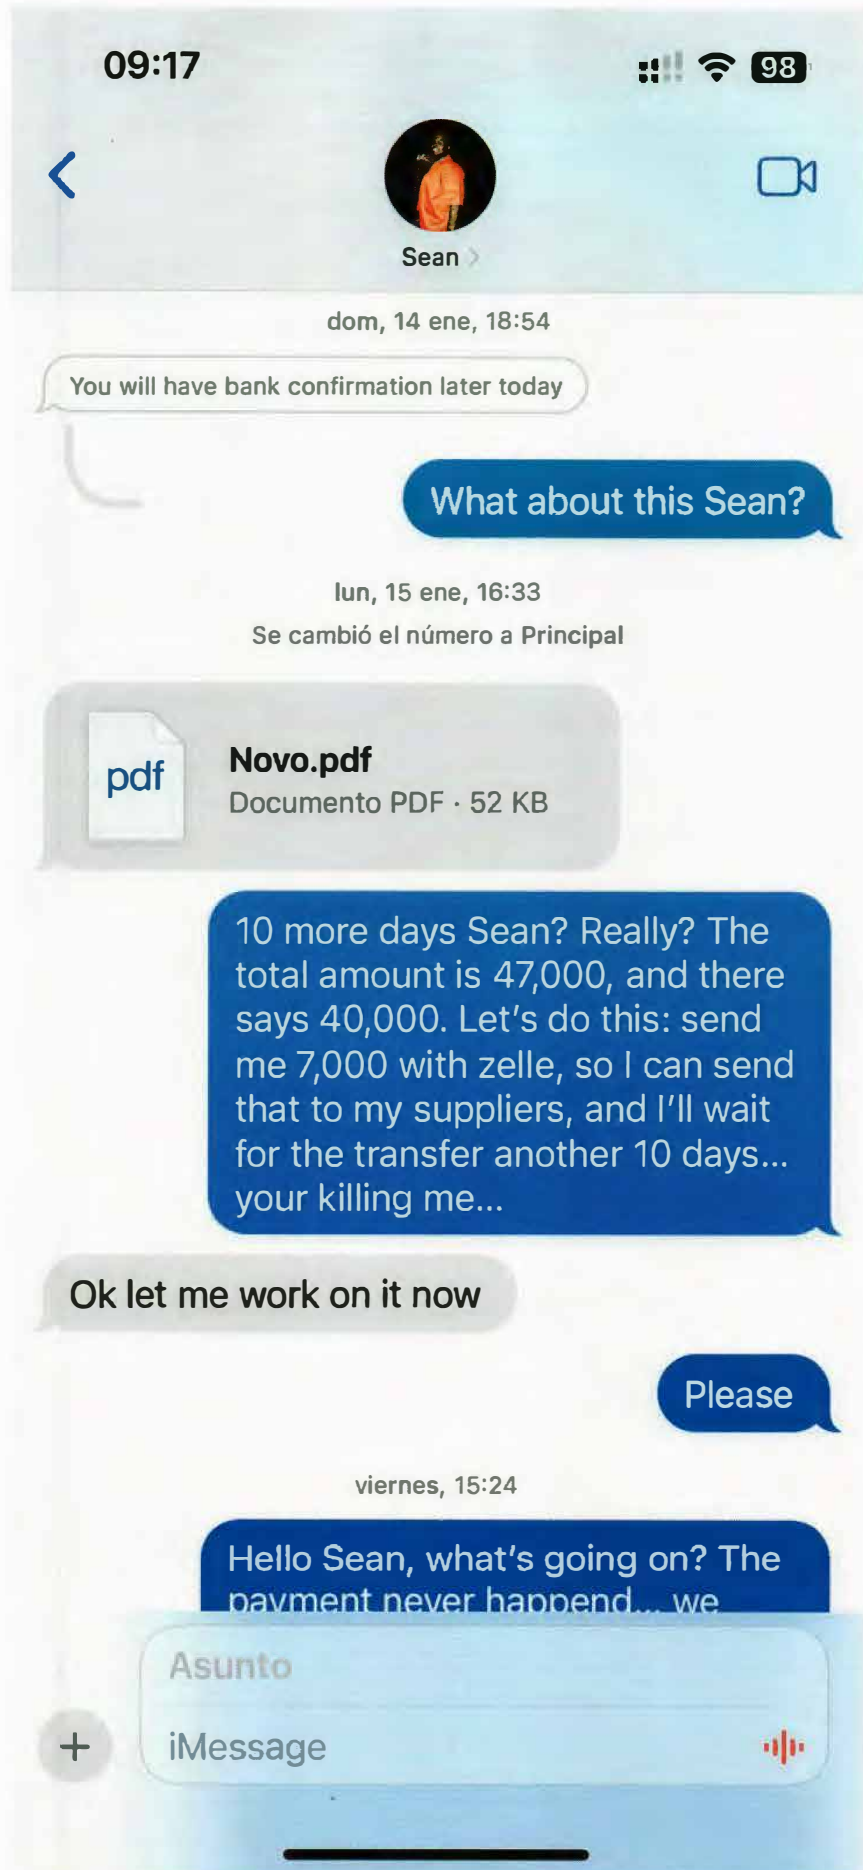 09:17
98
Sean
dom, 14 ene, 18:54
You will have bank confirmation later today
What about this Sean?
lun, 15 ene, 16:33
Se cambió el número a Principal
pdf
Novo.pdf
Documento PDF · 52 KB
10 more days Sean? Really? The
total amount is 47,000, and there
says 40,000. Let's do this: send
me 7,000 with zelle, so I can send
that to my suppliers, and I'll wait
for the transfer another 10 days...
your killing me...
Ok let me work on it now
Please
viernes, 15:24
Hello Sean, what's going on? The
payment never happend... we
Asunto
iMessage